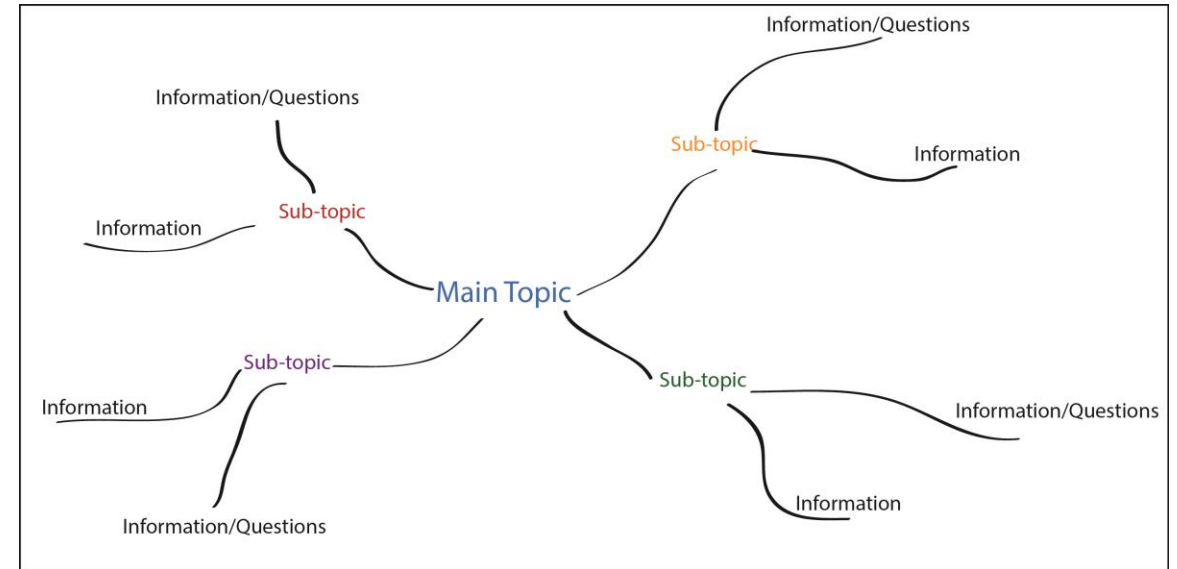 Information/Questions
Information/Questions
Sub-topic
Information
Sub-topic
Information
Main Topic
Sub-topic
Sub-topic
Information
Information/Questions
Information
Information/Questions